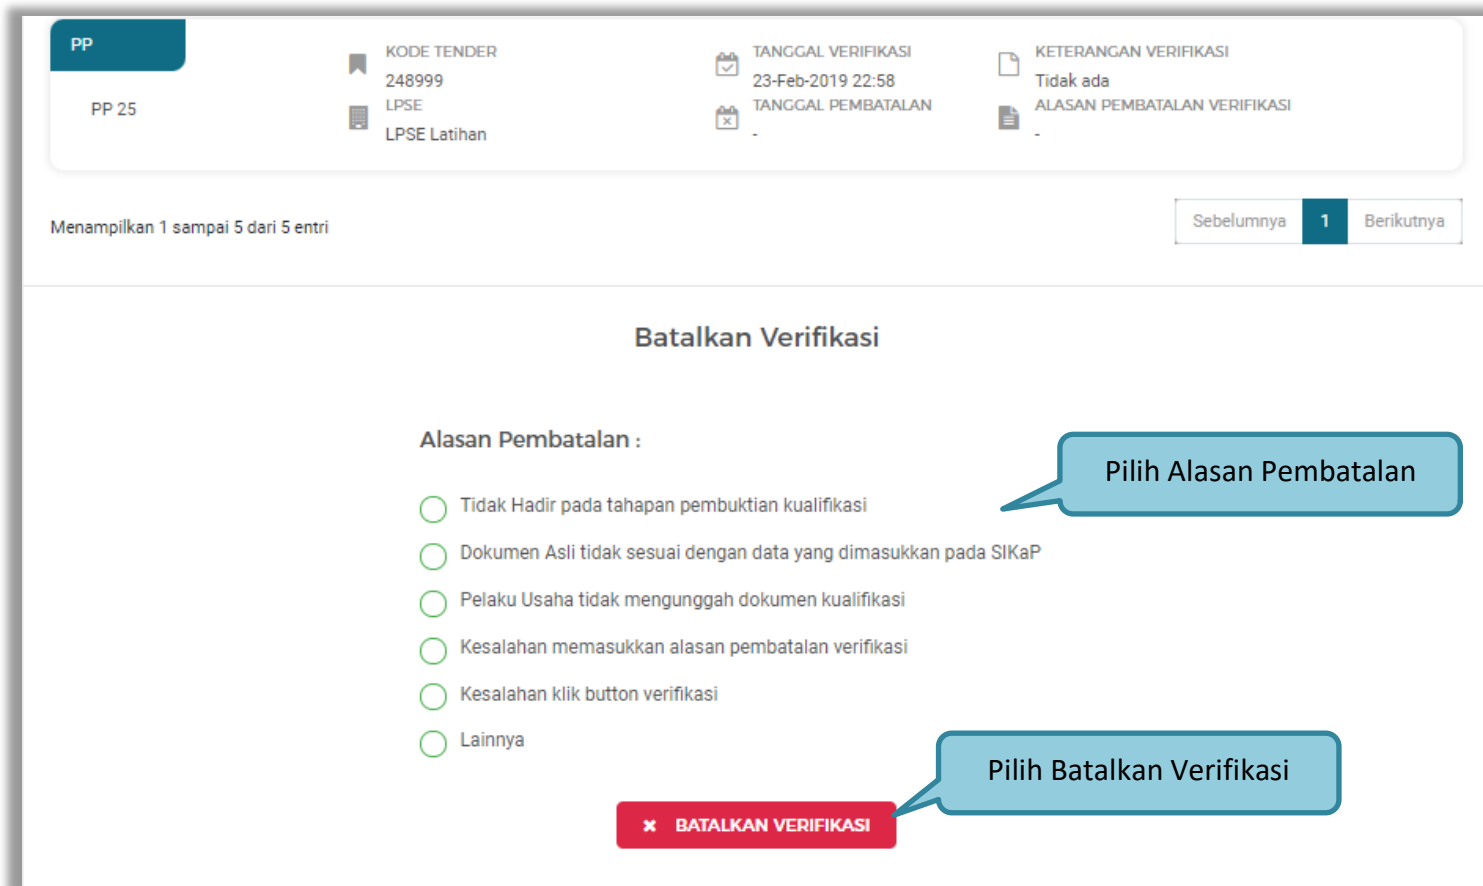 PP
PP 25
KODE TENDER
248999
LPSE
LPSE Latihan
TANGGAL VERIFIKASI
23-Feb-2019 22:58
TANGGAL PEMBATALAN
-
KETERANGAN VERIFIKASI
Tidak ada
ALASAN PEMBATALAN VERIFIKASI
-
Menampilkan 1 sampai 5 dari 5 entri
Sebelumnya 1 Berikutnya
Batalkan Verifikasi
Alasan Pembatalan :
Pilih Alasan Pembatalan
Tidak Hadir pada tahapan pembuktian kualifikasi
Dokumen Asli tidak sesuai dengan data yang dimasukkan pada SIKaP
Pelaku Usaha tidak mengunggah dokumen kualifikasi
Kesalahan memasukkan alasan pembatalan verifikasi
Kesalahan klik button verifikasi
Lainnya
Pilih Batalkan Verifikasi
BATALKAN VERIFIKASI